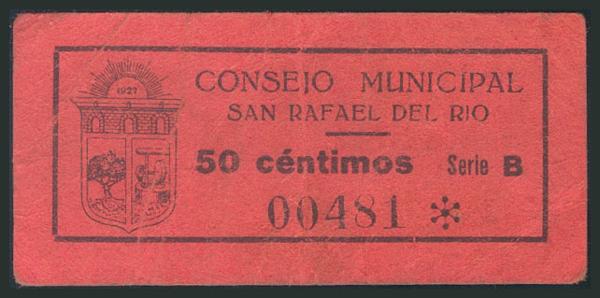 1927
CONSEJO MUNICIPAL
SAN RAFAEL DEL RIO
50 céntimos Serie B
00481 *